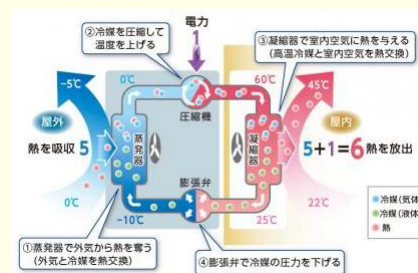 電力
1
②冷媒を圧縮して
温度を上げる
③凝縮器で室内空気に熱を与える
(高温冷媒と室内空気を熱交換)
-5℃
0℃
60℃
45℃
圧縮機
屋外
熱を吸収 5
蒸発器
凝縮器
屋内
5+1=6 熱を放出
膨張弁
0℃
-10℃
25℃
22℃
冷媒(気体
冷媒(液体
熱
①蒸発器で外気から熱を奪う
(外気と冷媒を熱交換)
④膨張弁で冷媒の圧力を下げる